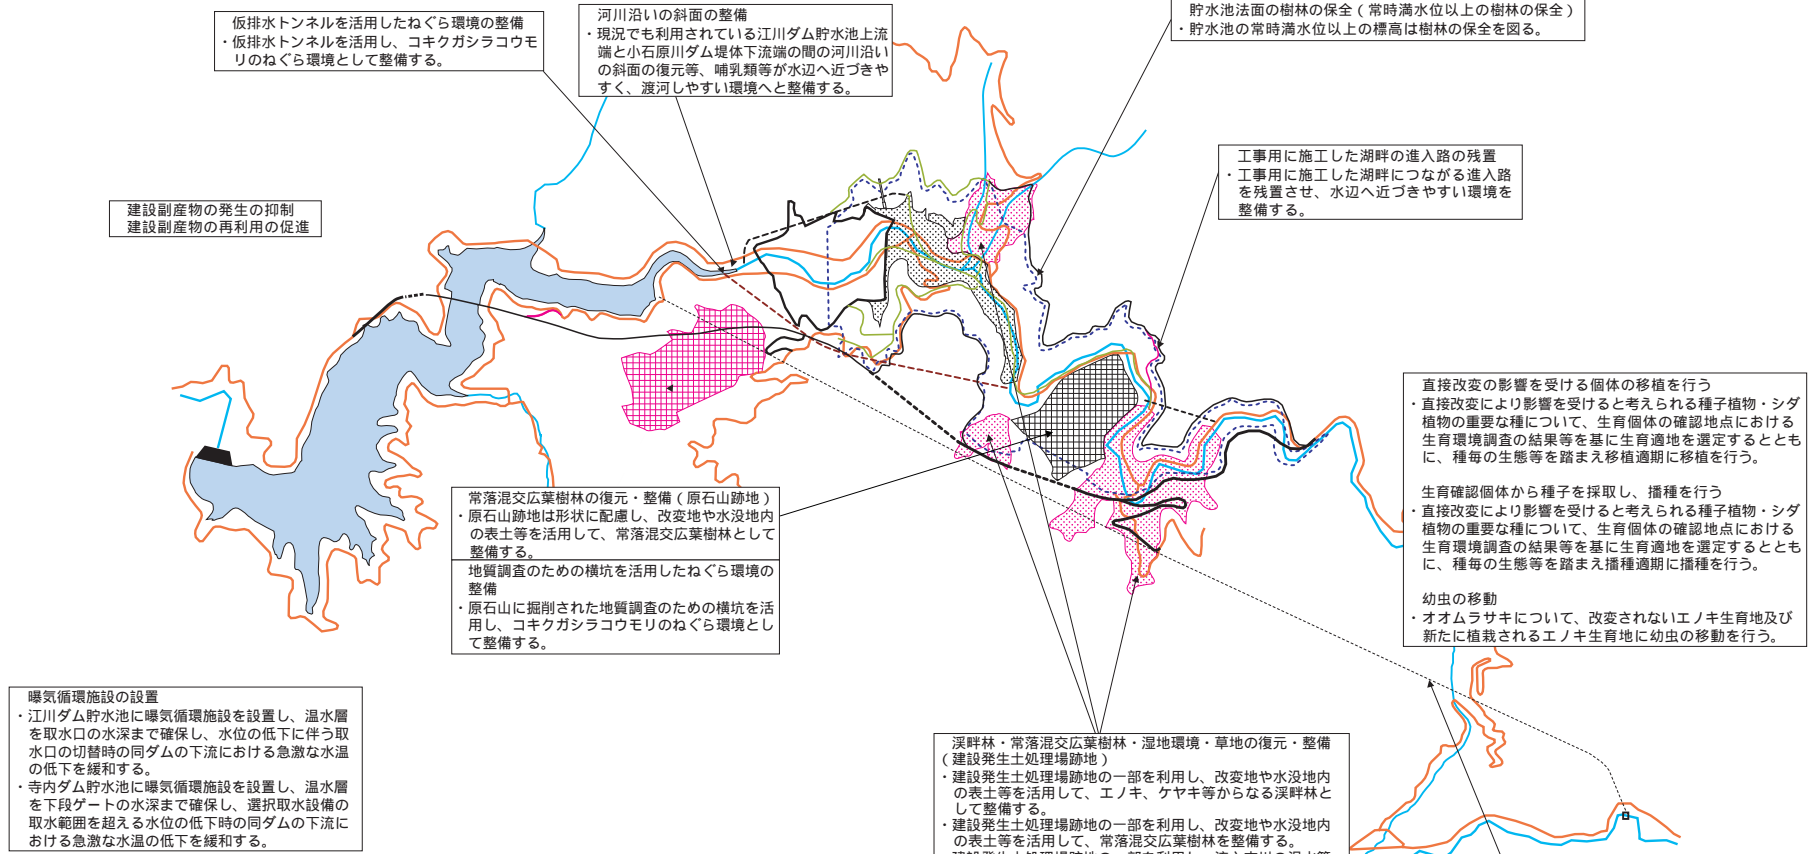 仮排水トンネルを活用したねぐら環境の整備
・仮排水トンネルを活用し、コキクガシラコウモ
リのねぐら環境として整備する。
河川沿いの斜面の整備
・現況でも利用されている江川ダム貯水池上流
端と小石原川ダム堤体下流端の間の河川沿い
の斜面の復元等、哺乳類等が水辺へ近づきや
すく、渡河しやすい環境へと整備する。
貯水池法面の樹林の保全（常時満水位以上の樹林の保全）
・貯水池の常時満水位以上の標高は樹林の保全を図る。
工事用に施工した湖畔の進入路の残置
・工事用に施工した湖畔につながる進入路
を残置させ、水辺へ近づきやすい環境を
整備する。
建設副産物の発生の抑制
建設副産物の再利用の促進
直接改変の影響を受ける個体の移植を行う
・直接改変により影響を受けると考えられる種子植物・シダ
植物の重要な種について、生育個体の確認地点における
生育環境調査の結果等を基に生育適地を選定するととも
に、種毎の生態等を踏まえ移植適期に移植を行う。
生育確認個体から種子を採取し、播種を行う
・直接改変により影響を受けると考えられる種子植物・シダ
植物の重要な種について、生育個体の確認地点における
生育環境調査の結果等を基に生育適地を選定するととも
に、種毎の生態等を踏まえ播種適期に播種を行う。
幼虫の移動
・オオムラサキについて、改変されないエノキ生育地及び
新たに植栽されるエノキ生育地に幼虫の移動を行う。
常落混交広葉樹林の復元・整備（原石山跡地）
・原石山跡地は形状に配慮し、改変地や水没地内
の表土等を活用して、常落混交広葉樹林として
整備する。
地質調査のための横坑を活用したねぐら環境の
整備
・原石山に掘削された地質調査のための横坑を活
用し、コキクガシラコウモリのねぐら環境とし
て整備する。
曝気循環施設の設置
・江川ダム貯水池に曝気循環施設を設置し、温水層
を取水口の水深まで確保し、水位の低下に伴う取
水口の切替時の同ダムの下流における急激な水温
の低下を緩和する。
・寺内ダム貯水池に曝気循環施設を設置し、温水層
を下段ゲートの水深まで確保し、選択取水設備の
取水範囲を超える水位の低下時の同ダムの下流に
おける急激な水温の低下を緩和する。
渓畔林・常落混交広葉樹林・湿地環境・草地の復元・整備
（建設発生土処理場跡地）
・建設発生土処理場跡地の一部を利用し、改変地や水没地内
の表土等を活用して、エノキ、ケヤキ等からなる渓畔林と
して整備する。
・建設発生土処理場跡地の一部を利用し、改変地や水没地内
の表土等を活用して、常落混交広葉樹林を整備する。